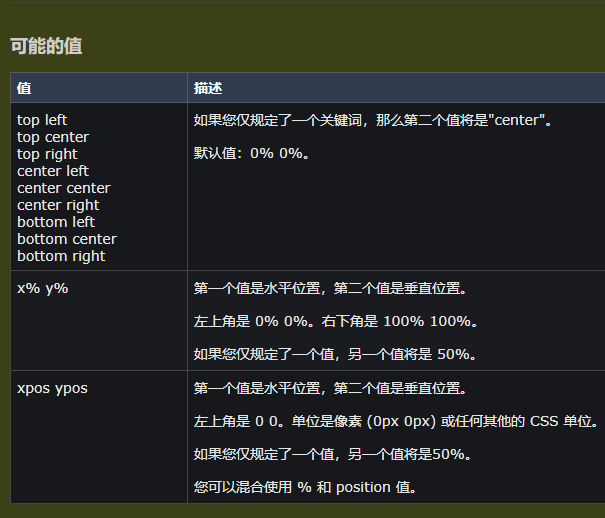 可能的值
值 描述
top left
top center
top right
center left
center center
center right
bottom left
bottom center
bottom right
如果您仅规定了一个关键词，那么第二个值将是"center"。
默认值：0% 0%。
x% y%
第一个值是水平位置，第二个值是垂直位置。
左上角是 0% 0%。右下角是 100% 100%。
如果您仅规定了一个值，另一个值将是 50%。
xpos ypos
第一个值是水平位置，第二个值是垂直位置。
左上角是 0 0。单位是像素 (0px 0px) 或任何其他的 CSS 单位。
如果您仅规定了一个值，另一个值将是50%。
您可以混合使用 % 和 position 值。